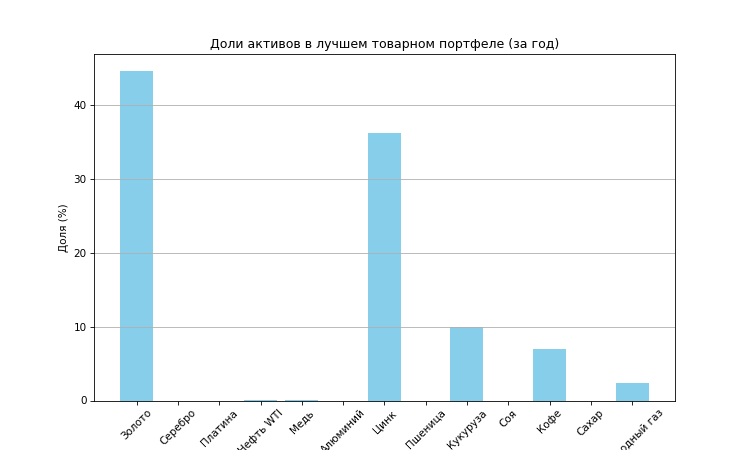 Доли активов в лучшем товарном портфеле (за год)
Доля (%)
40
30
20
10
0
Золото
Серебро
Платина
Нефть WTI
Медь
Алюминий
Цинк
Пшеница
Кукуруза
Соя
Кофе
Сахар
газ